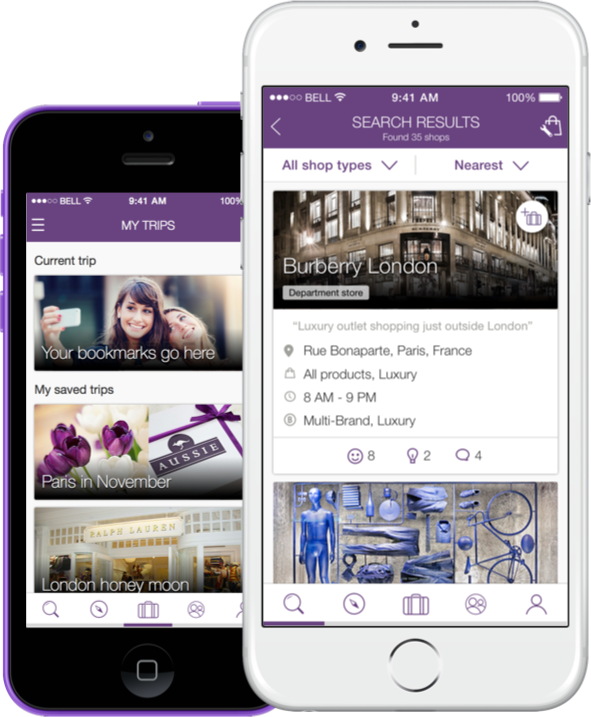 BELL 9:41 AM 100%
MY TRIPS
Current trip
Your bookmarks go here
My saved trips
AUSSIE
Paris in November
RALPH LAUREN
London honey moon
BELL 9:41 AM 100%
SEARCH RESULTS
Found 35 shops
All shop types Nearest
BURBERRY
Burberry London
Department store
“Luxury outlet shopping just outside London”
Rue Bonaparte, Paris, France
All products, Luxury
8 AM - 9 PM
Multi-Brand, Luxury
8 2 4